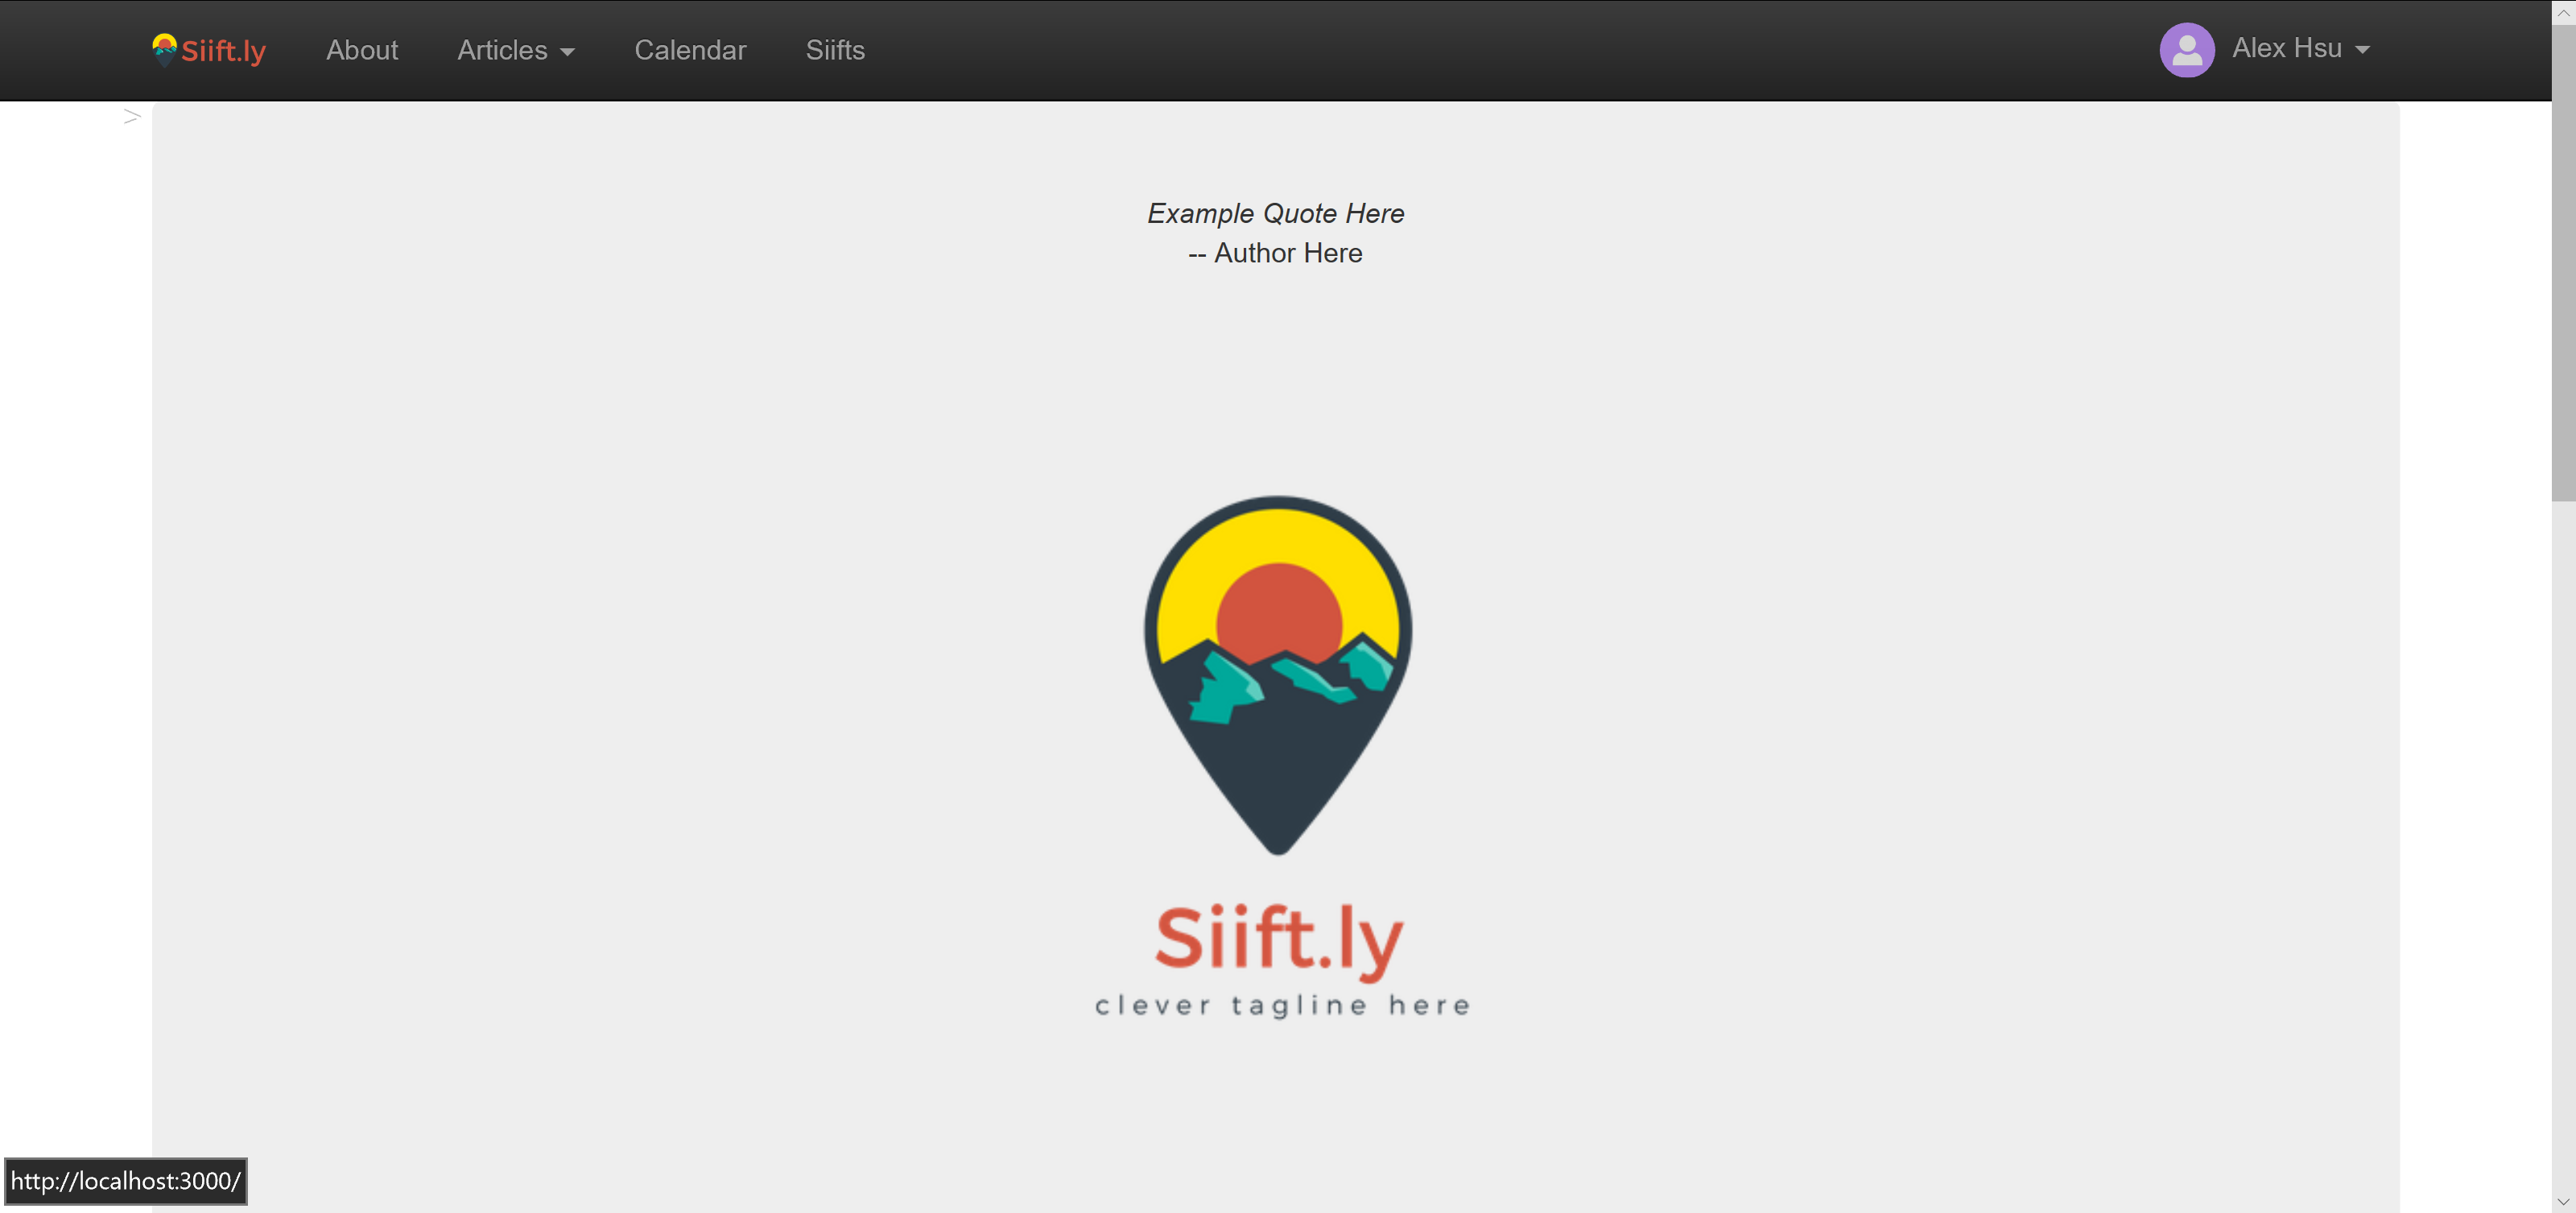 Siift.ly About Articles Calendar Siifts Alex Hsu
>
Example Quote Here
-- Author Here
Siift.ly
clever tagline here
http://localhost:3000/